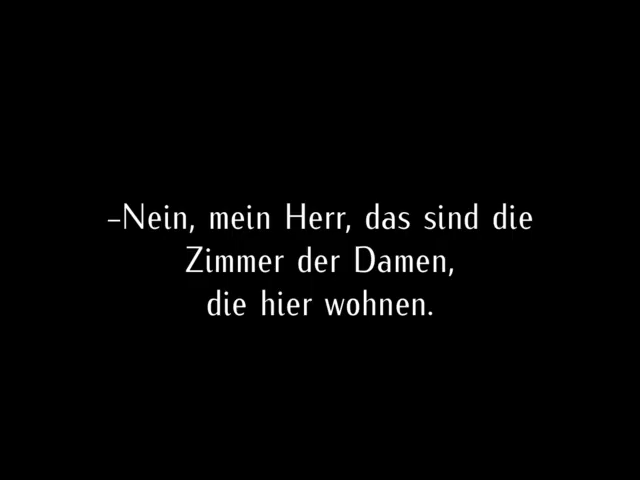 –Nein, mein Herr, das sind die
Zimmer der Damen,
die hier wohnen.